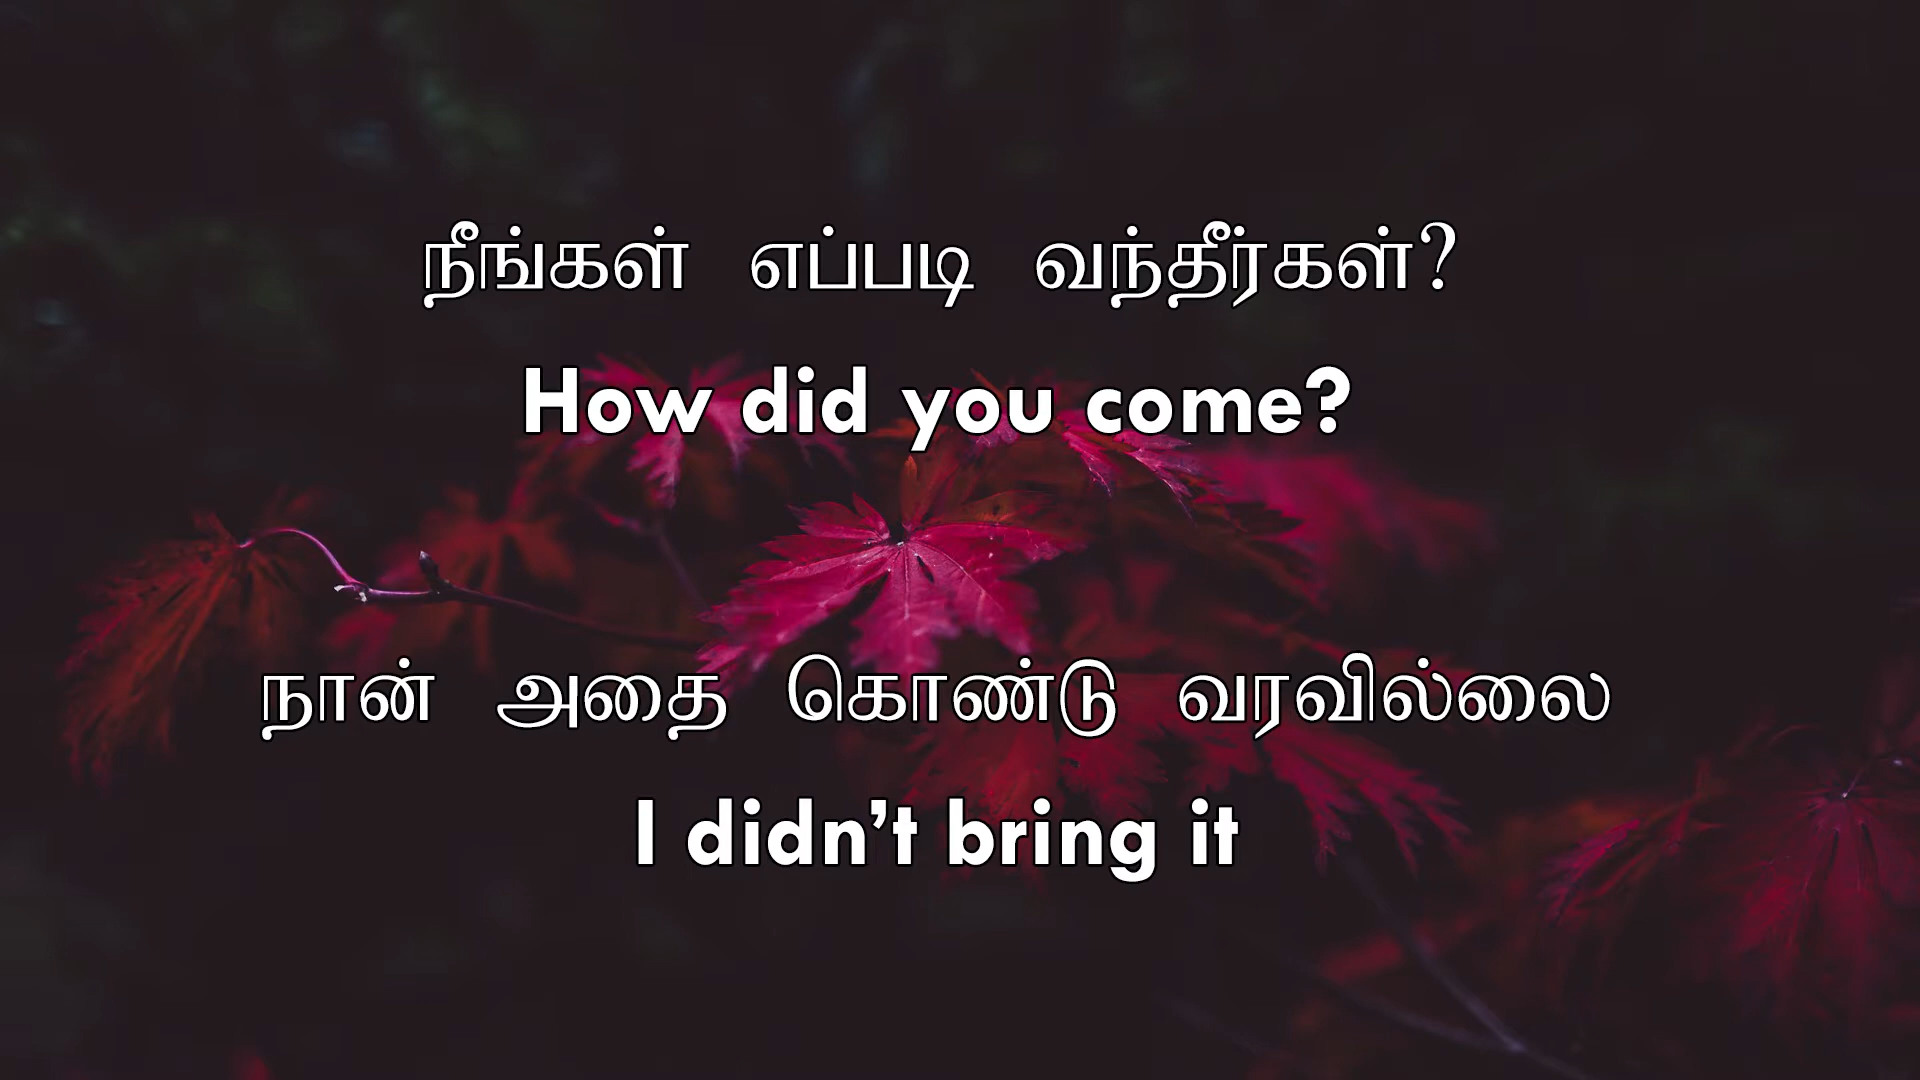 நீங்கள் எப்படி வந்தீர்கள்?
How did you come?
நான் அதை கொண்டு வரவில்லை
I didn’t bring it